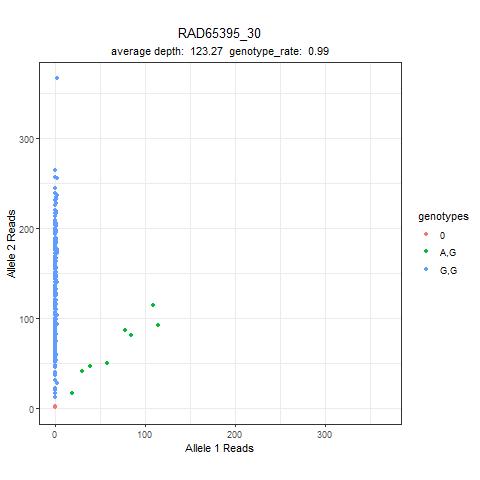 RAD65395_30
average depth:  123.27  genotype_rate:  0.99
Allele 2 Reads
300
200
100
0
0 100 200 300
Allele 1 Reads
genotypes
0
A,G
G,G